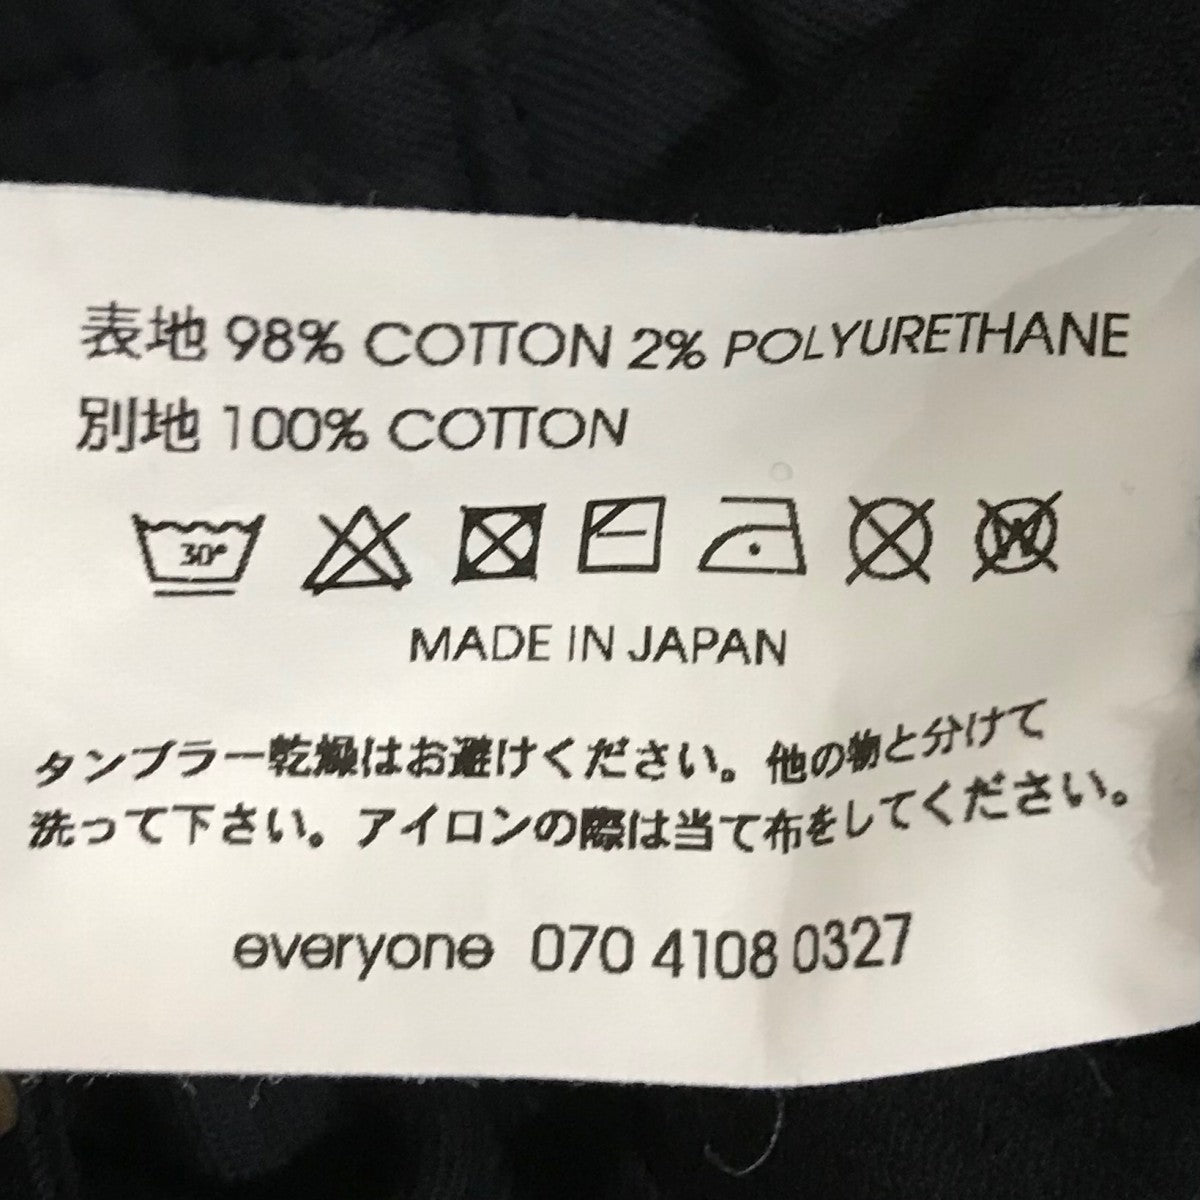 表地 98% COTTON 2% POLYURETHANE
別地 100% COTTON
30°
W
MADE IN JAPAN
タンブラー乾燥はお避けください。他の物と分けて
洗って下さい。アイロンの際は当て布をしてください。
everyone 070 4108 0327